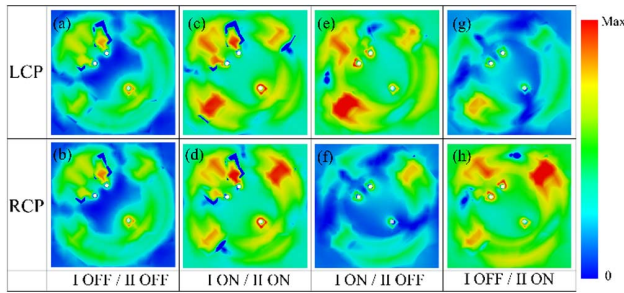 (a) (c) (e) (g) Max
LCP
(b) (d) (f) (h)
RCP
I OFF / II OFF I ON / II ON I ON / II OFF I OFF / II ON 0